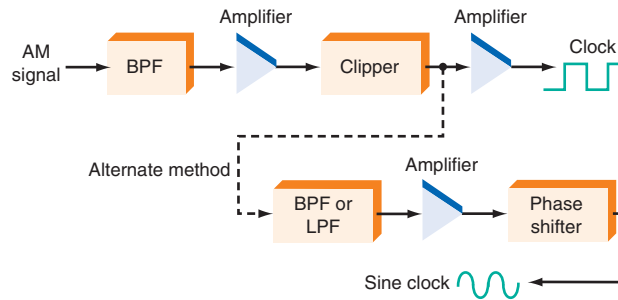 Amplifier
Amplifier
AM
signal
BPF
Clipper
Clock
Alternate method
Amplifier
BPF or
LPF
Phase
shifter
Sine clock